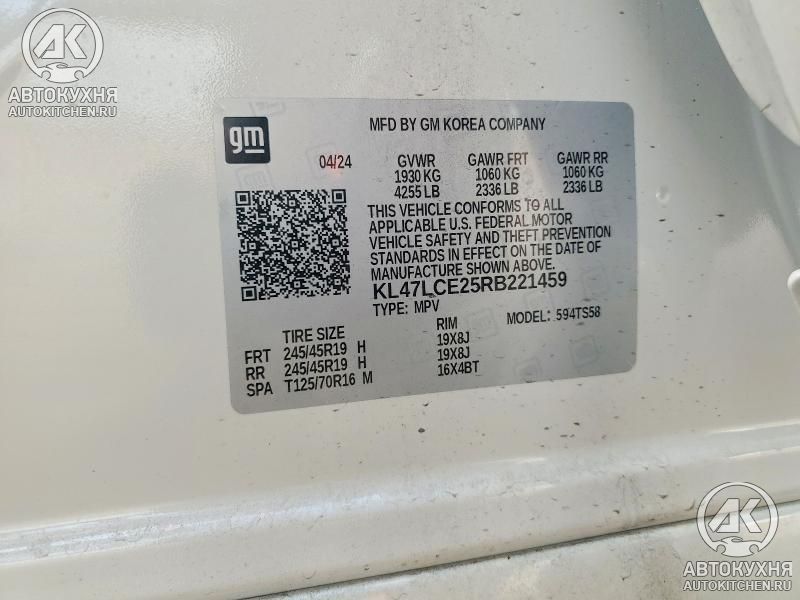 AK
АВТОКУХНЯ
AUTOKITCHEN.RU
gm
MFD BY GM KOREA COMPANY
04/24 GVWR GAWR FRT GAWR RR
1930 KG 1060 KG 1060 KG
4255 LB 2336 LB 2336 LB
THIS VEHICLE CONFORMS TO ALL
APPLICABLE U.S. FEDERAL MOTOR
VEHICLE SAFETY AND THEFT PREVENTION
STANDARDS IN EFFECT ON THE DATE OF
MANUFACTURE SHOWN ABOVE.
KL47LCE25RB221459
TYPE: MPV
MODEL: 594TS58
TIRE SIZE RIM
FRT 245/45R19 H 19X8J
RR 245/45R19 H 19X8J
SPA T125/70R16 M 16X4BT
AK
АВТОКУХНЯ
AUTOKITCHEN.RU